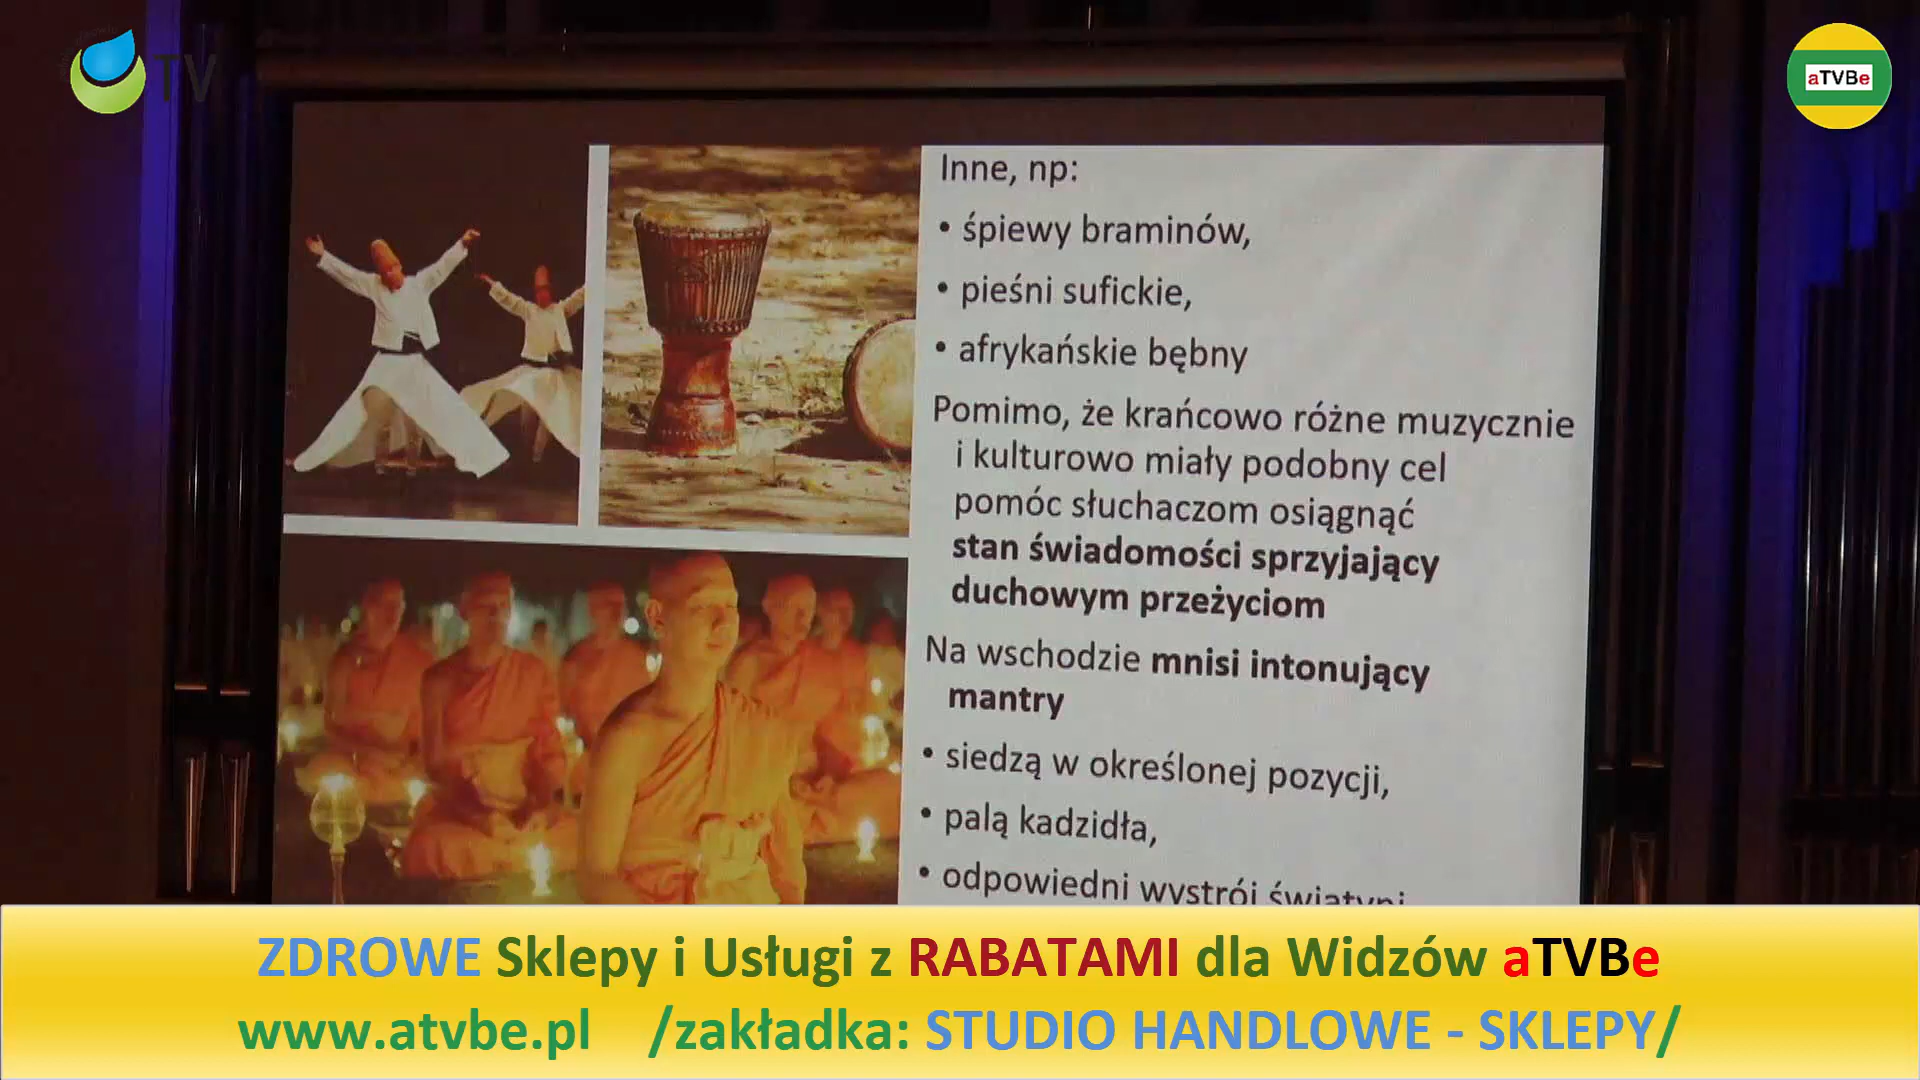 TV
aTVBe
Inne, np:
• śpiewy braminów,
• pieśni sufickie,
• afrykańskie bębny
Pomimo, że krańcowo różne muzycznie
i kulturowo miały podobny cel
pomóc słuchaczom osiągnąć
stan świadomości sprzyjający
duchowym przeżyciom
Na wschodzie mnisi intonujący
mantry
• siedzą w określonej pozycji,
• palą kadzidła,
• odpowiedni wystrój świątyni
ZDROWE Sklepy i Usługi z RABATAMI dla Widzów aTVBe
www.atvbe.pl /zakładka: STUDIO HANDLOWE - SKLEPY/